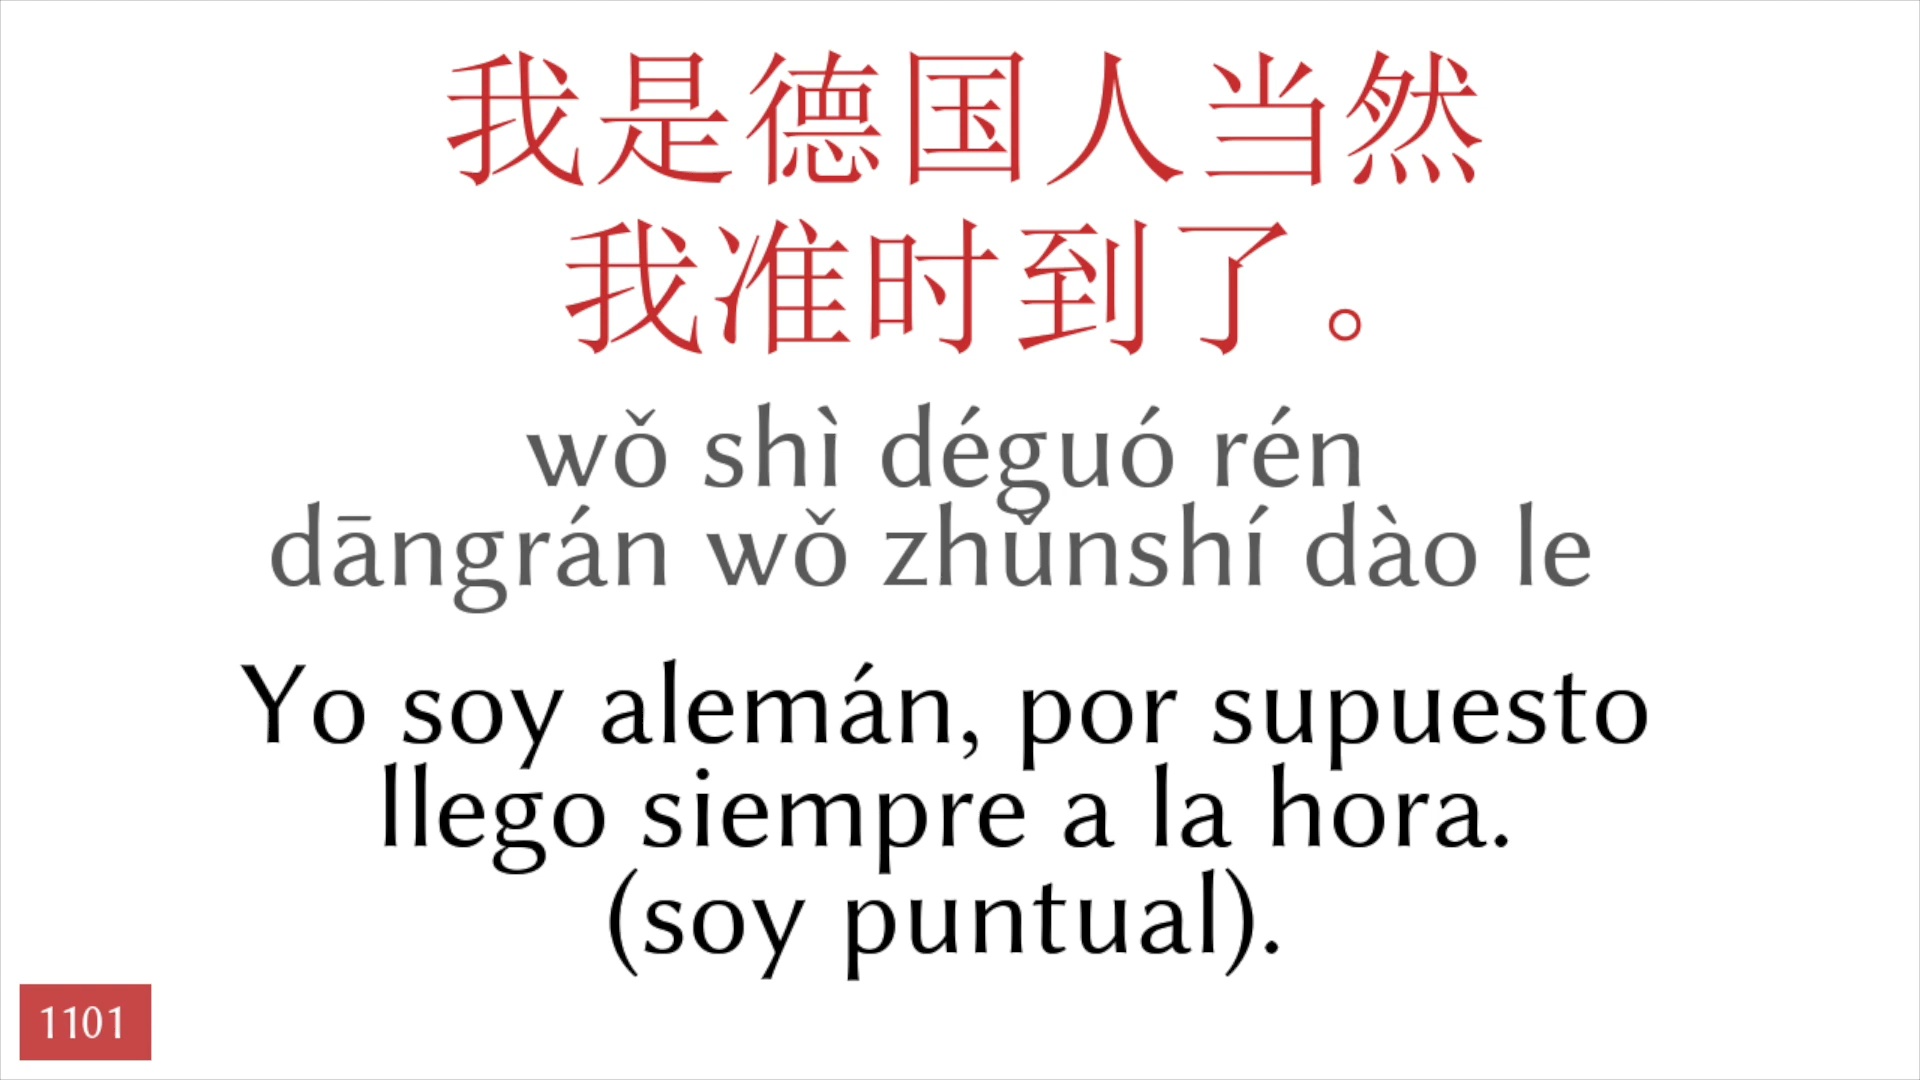 我是德国人当然
我准时到了。
wǒ shì déguó rén
dāngrán wǒ zhǔnshí dào le
Yo soy alemán, por supuesto
llego siempre a la hora.
(soy puntual).
1101